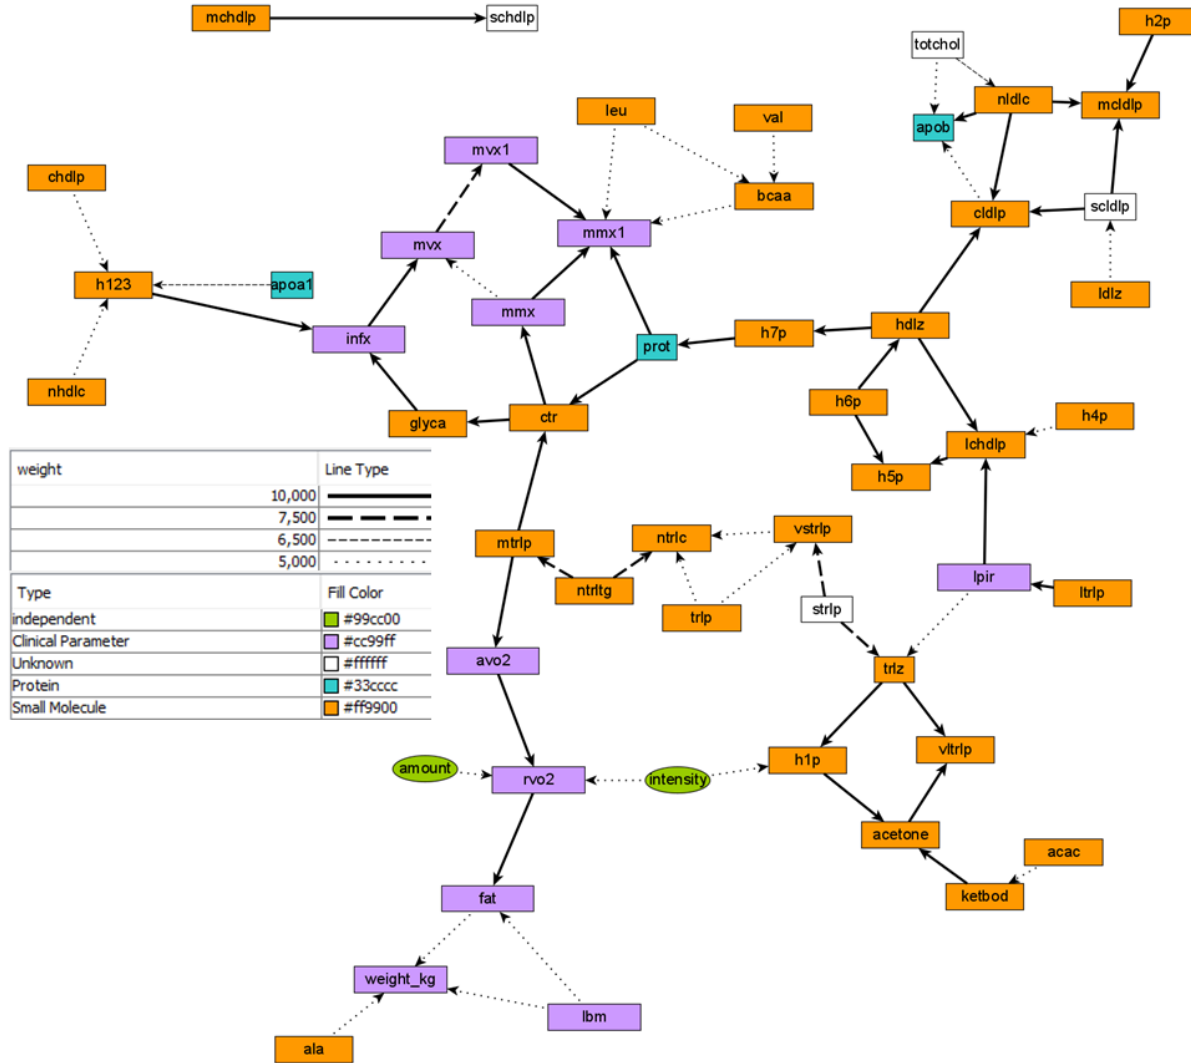 mchdlp
schdlp
h2p
totchol
nldlc
mcldlp
leu
val
apob
mvx1
chdlp
bcaa
cldlp
scldlp
mvx
mmx1
h123
apoa1
ldlz
mmx
infx
hdlz
h7p
prot
nhdlc
h6p
glyca
ctr
h4p
lchdlp
h5p
weight Line Type
10,000
7,500
6,500
5,000
mtrlp
ntrlc
vstrlp
ntrltg
trlp
strlp
lpir
ltrlp
Type Fill Color
independent #99cc00
Clinical Parameter #cc99ff
Unknown #ffffff
Protein #33cccc
Small Molecule #ff9900
avo2
trlz
vltrlp
h1p
amount
rvo2
intensity
acetone
acac
ketbod
fat
weight_kg
lbm
ala